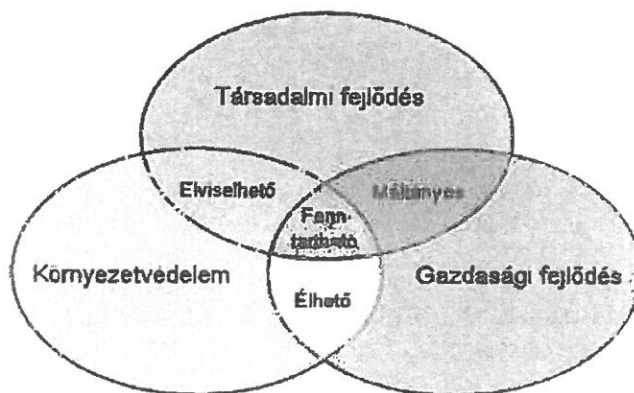 Társadalmi fejlődés
Elviselhető
Méltányos
Fenn-
tartható
Környezetvédelem
Gazdasági fejlődés
Élhető